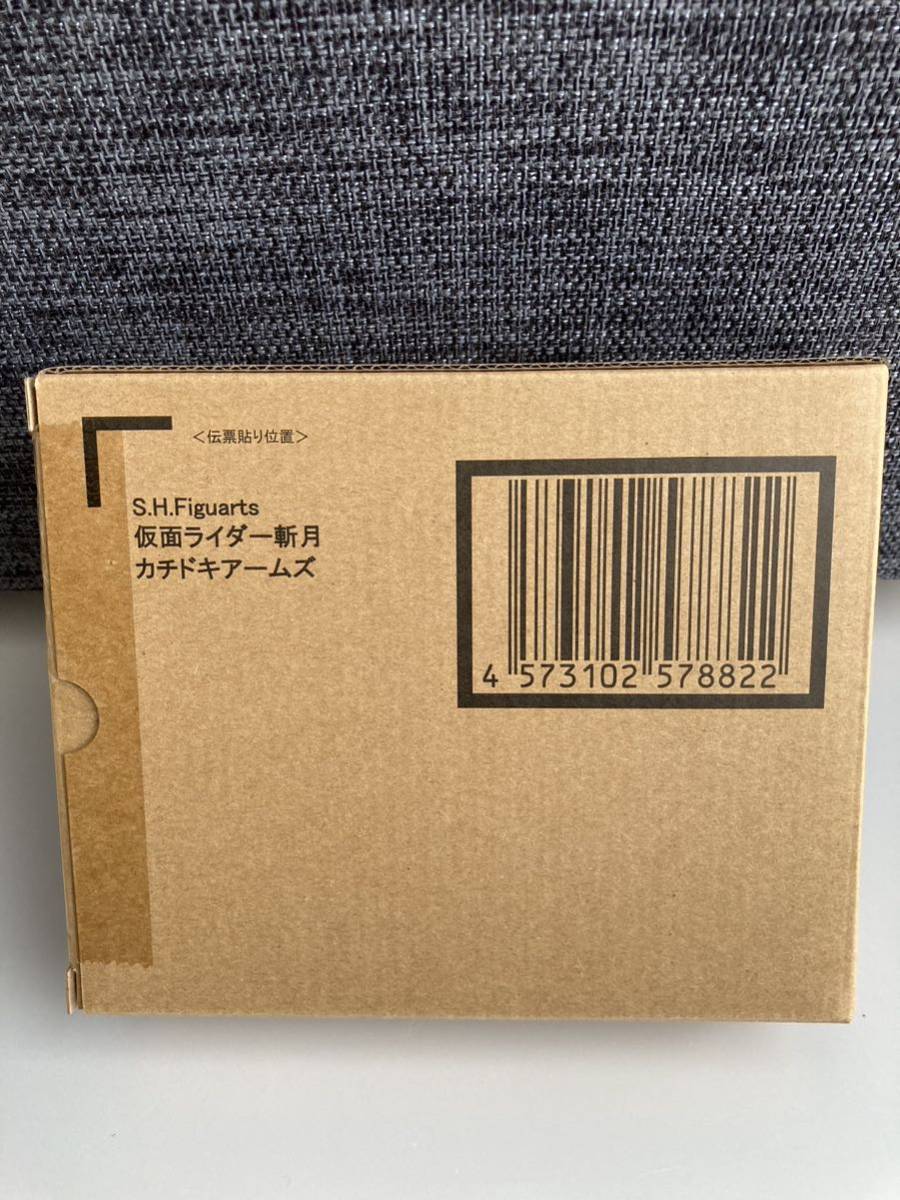 ＜伝票貼り位置＞
S.H.Figuarts
仮面ライダー斬月
カチドキアームズ
4 573102 578822